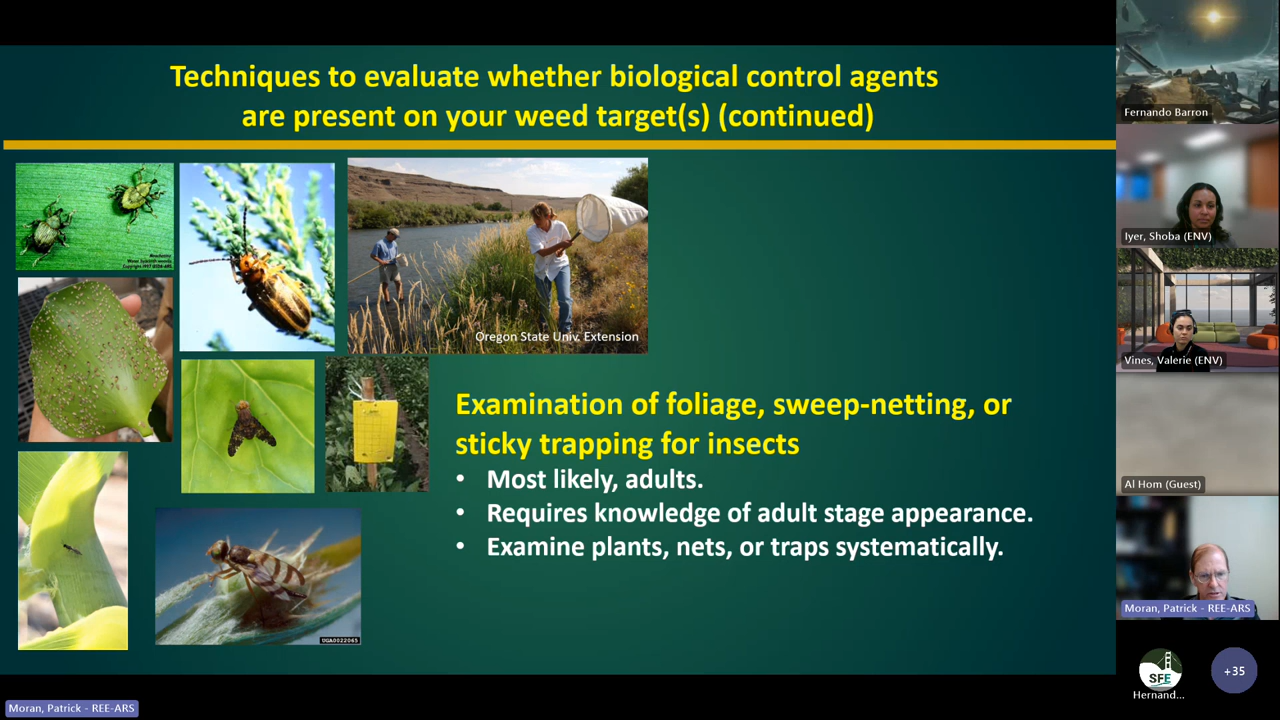 Techniques to evaluate whether biological control agents
are present on your weed target(s) (continued)
Oregon State Univ. Extension
Examination of foliage, sweep-netting, or
sticky trapping for insects
• Most likely, adults.
• Requires knowledge of adult stage appearance.
• Examine plants, nets, or traps systematically.
UGA0022065
Fernando Barron
Iyer, Shoba (ENV)
Vines, Valerie (ENV)
Al Hom (Guest)
Moran, Patrick - REE-ARS
SFE
Hernand...
+35
Moran, Patrick - REE-ARS